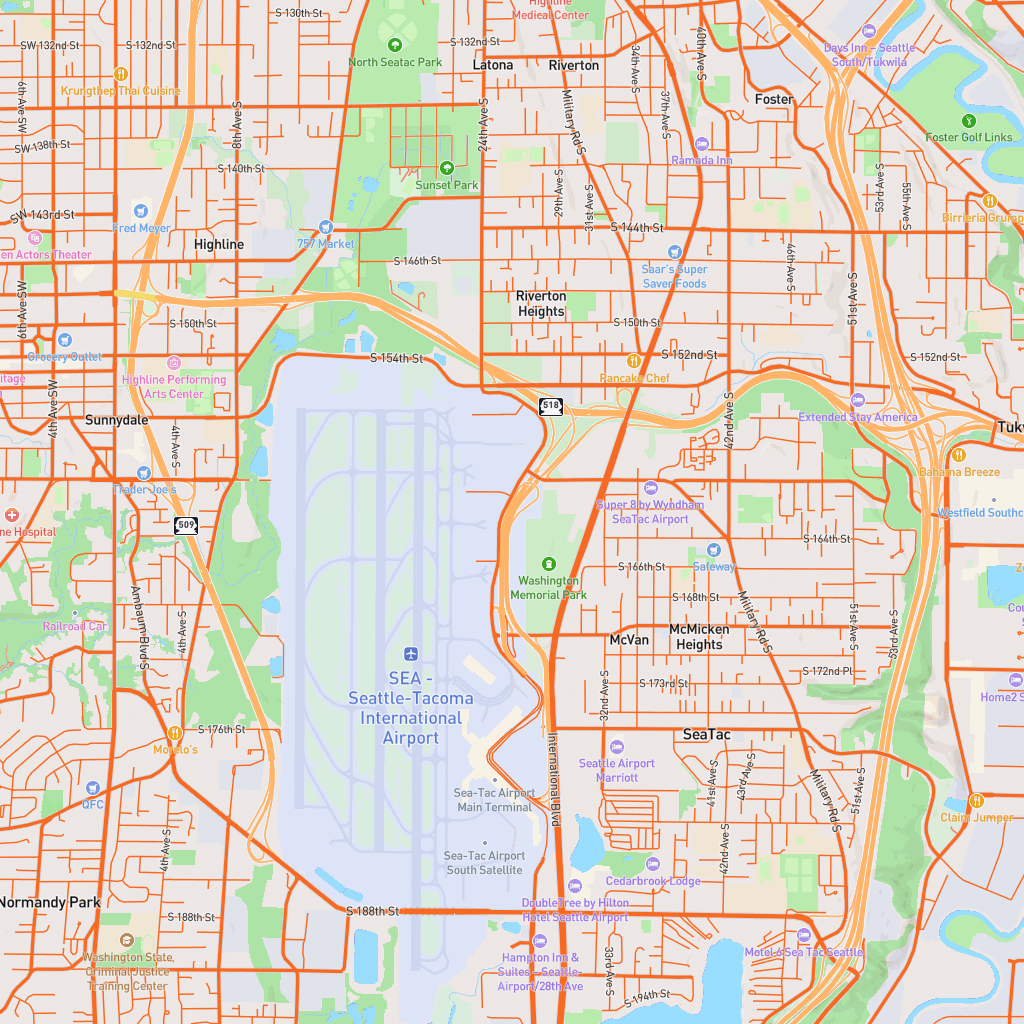 S 130th St
Highline
Medical Center
SW 132nd St
S 132nd St
S 132nd St
North Seatac Park
Latona
Riverton
34th Ave S
40th Ave S
Days Inn – Seattle
South/Tukwila
Krungthep Thai Cuisine
6th Ave SW
8th Ave S
24th Ave S
Military Rd S
37th Ave S
Foster
Foster Golf Links
SW 138th St
S 140th St
Sunset Park
Ramada Inn
29th Ave S
31st Ave S
53rd Ave S
55th Ave S
SW 143rd St
Fred Meyer
757 Market
S 144th St
Birrieria Grump
en Actors Theater
Highline
S 146th St
Saar's Super
Saver Foods
46th Ave S
6th Ave SW
Riverton
Heights
51st Ave S
S 150th St
S 150th St
Grocery Outlet
S 154th St
S 152nd St
S 152nd St
Highline Performing
Arts Center
ritage
Pancake Chef
4th Ave SW
Sunnydale
4th Ave S
518
42nd Ave S
Extended Stay America
Tukw
Trader Joe's
Bahama Breeze
Super 8 by Wyndham
SeaTac Airport
Westfield Southc
ne Hospital
509
S 164th St
Safeway
Washington
Memorial Park
S 166th St
Ambaum Blvd S
4th Ave S
S 168th St
Military Rd S
51st Ave S
53rd Ave S
Railroad Car
McVan
McMicken
Heights
SEA -
Seattle-Tacoma
International
Airport
S 172nd Pl
S 173rd St
32nd Ave S
Home2 S
S 176th St
Morelo's
International Blvd
SeaTac
Seattle Airport
Marriott
41st Ave S
43rd Ave S
Military Rd S
51st Ave S
QFC
Sea-Tac Airport
Main Terminal
Claim Jumper
4th Ave S
Sea-Tac Airport
South Satellite
42nd Ave S
Cedarbrook Lodge
Normandy Park
S 188th St
S 188th St
DoubleTree by Hilton
Hotel Seattle Airport
Washington State
Criminal Justice
Training Center
Hampton Inn &
Suites – Seattle-
Airport/28th Ave
33rd Ave S
Motel 6 Sea Tac Seattle
S 194th St